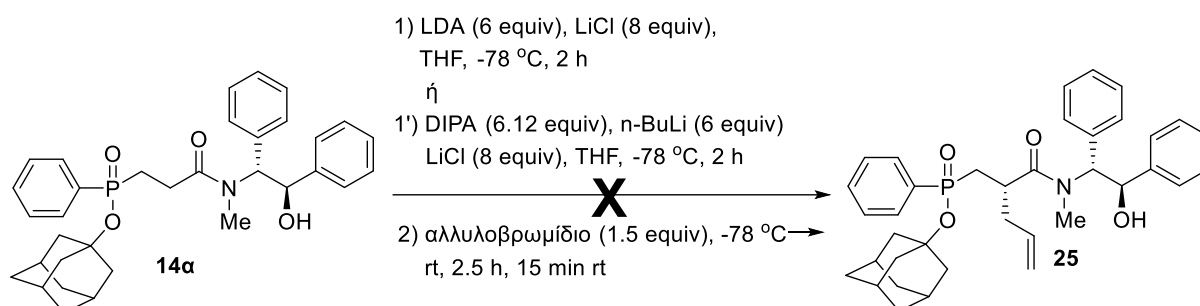 1) LDA (6 equiv), LiCl (8 equiv),
THF, -78 °C, 2 h
ή
1') DIPA (6.12 equiv), n-BuLi (6 equiv)
LiCl (8 equiv), THF, -78 °C, 2 h
X
2) αλλυλοβρωμίδιο (1.5 equiv), -78 °C
rt, 2.5 h, 15 min rt
O
P
O
O
N
Me
OH
14α
O
P
O
O
N
Me
OH
25